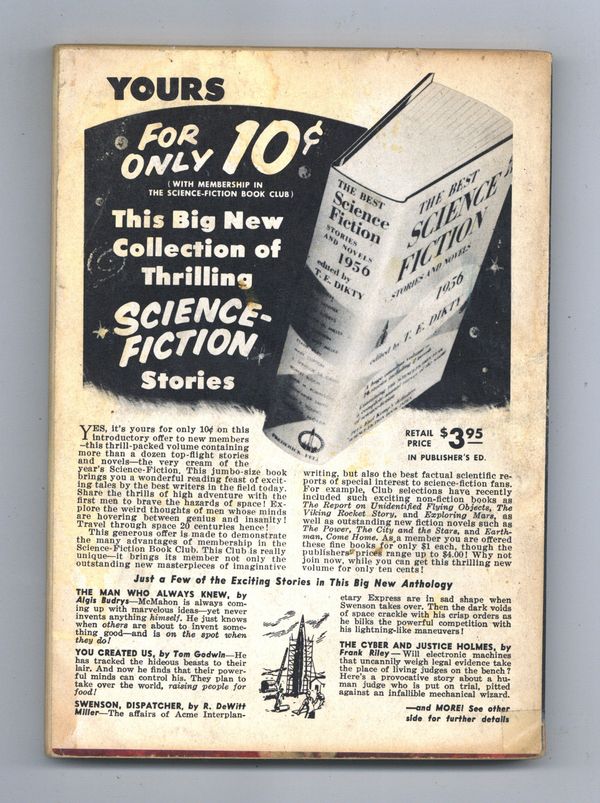 YOURS
FOR
ONLY 10¢
(WITH MEMBERSHIP IN
THE SCIENCE-FICTION BOOK CLUB)
This Big New
Collection of
Thrilling
SCIENCE-
FICTION
Stories
THE BEST
Science
Fiction
STORIES
AND NOVELS
1956
edited by
T. E. DIKTY
THE BEST
SCIENCE
FICTION
STORIES AND NOVELS
1956
edited by T. E. DIKTY
FREDERICK FELL
RETAIL
PRICE $3.95
IN PUBLISHER'S ED.
YES, it's yours for only 10¢ on this
introductory offer to new members
—this thrill-packed volume containing
more than a dozen top-flight stories
and novels—the very cream of the
year's Science-Fiction. This jumbo-size book
brings you a wonderful reading feast of excit-
ing tales by the best writers in the field today.
Share the thrills of high adventure with the
first men to brave the hazards of space! Ex-
plore the weird thoughts of men whose minds
are hovering between genius and insanity!
Travel through space 20 centuries hence!
This generous offer is made to demonstrate
the many advantages of membership in the
Science-Fiction Book Club. This Club is really
unique—it brings its member not only the
outstanding new masterpieces of imaginative
writing, but also the best factual scientific re-
ports of special interest to science-fiction fans.
For example, Club selections have recently
included such exciting non-fiction books as
The Report on Unidentified Flying Objects, The
Viking Rocket Story, and Exploring Mars, as
well as outstanding new fiction novels such as
The Power, The City and the Stars, and Earth-
man, Come Home. As a member you are offered
these fine books for only $1 each, though the
publishers' prices range up to $4.00! Why not
join now, while you can get this thrilling new
volume for only ten cents!
Just a Few of the Exciting Stories in This Big New Anthology
THE MAN WHO ALWAYS KNEW, by
Algis Budrys—McMahon is always com-
ing up with marvelous ideas—yet never
invents anything himself. He just knows
when others are about to invent some-
thing good—and is on the spot when
they do!
YOU CREATED US, by Tom Godwin—He
has tracked the hideous beasts to their
lair. And now he finds that their power-
ful minds can control his. They plan to
take over the world, raising people for
food!
SWENSON, DISPATCHER, by R. DeWitt
Miller—The affairs of Acme Interplan-
etary Express are in sad shape when
Swenson takes over. Then the dark voids
of space crackle with his crisp orders as
he bilks the powerful competition with
his lightning-like maneuvers!
THE CYBER AND JUSTICE HOLMES, by
Frank Riley—Will electronic machines
that uncannily weigh legal evidence take
the place of living judges on the bench?
Here's a provocative story about a hu-
man judge who is put on trial, pitted
against an infallible mechanical wizard.
—and MORE! See other
side for further details